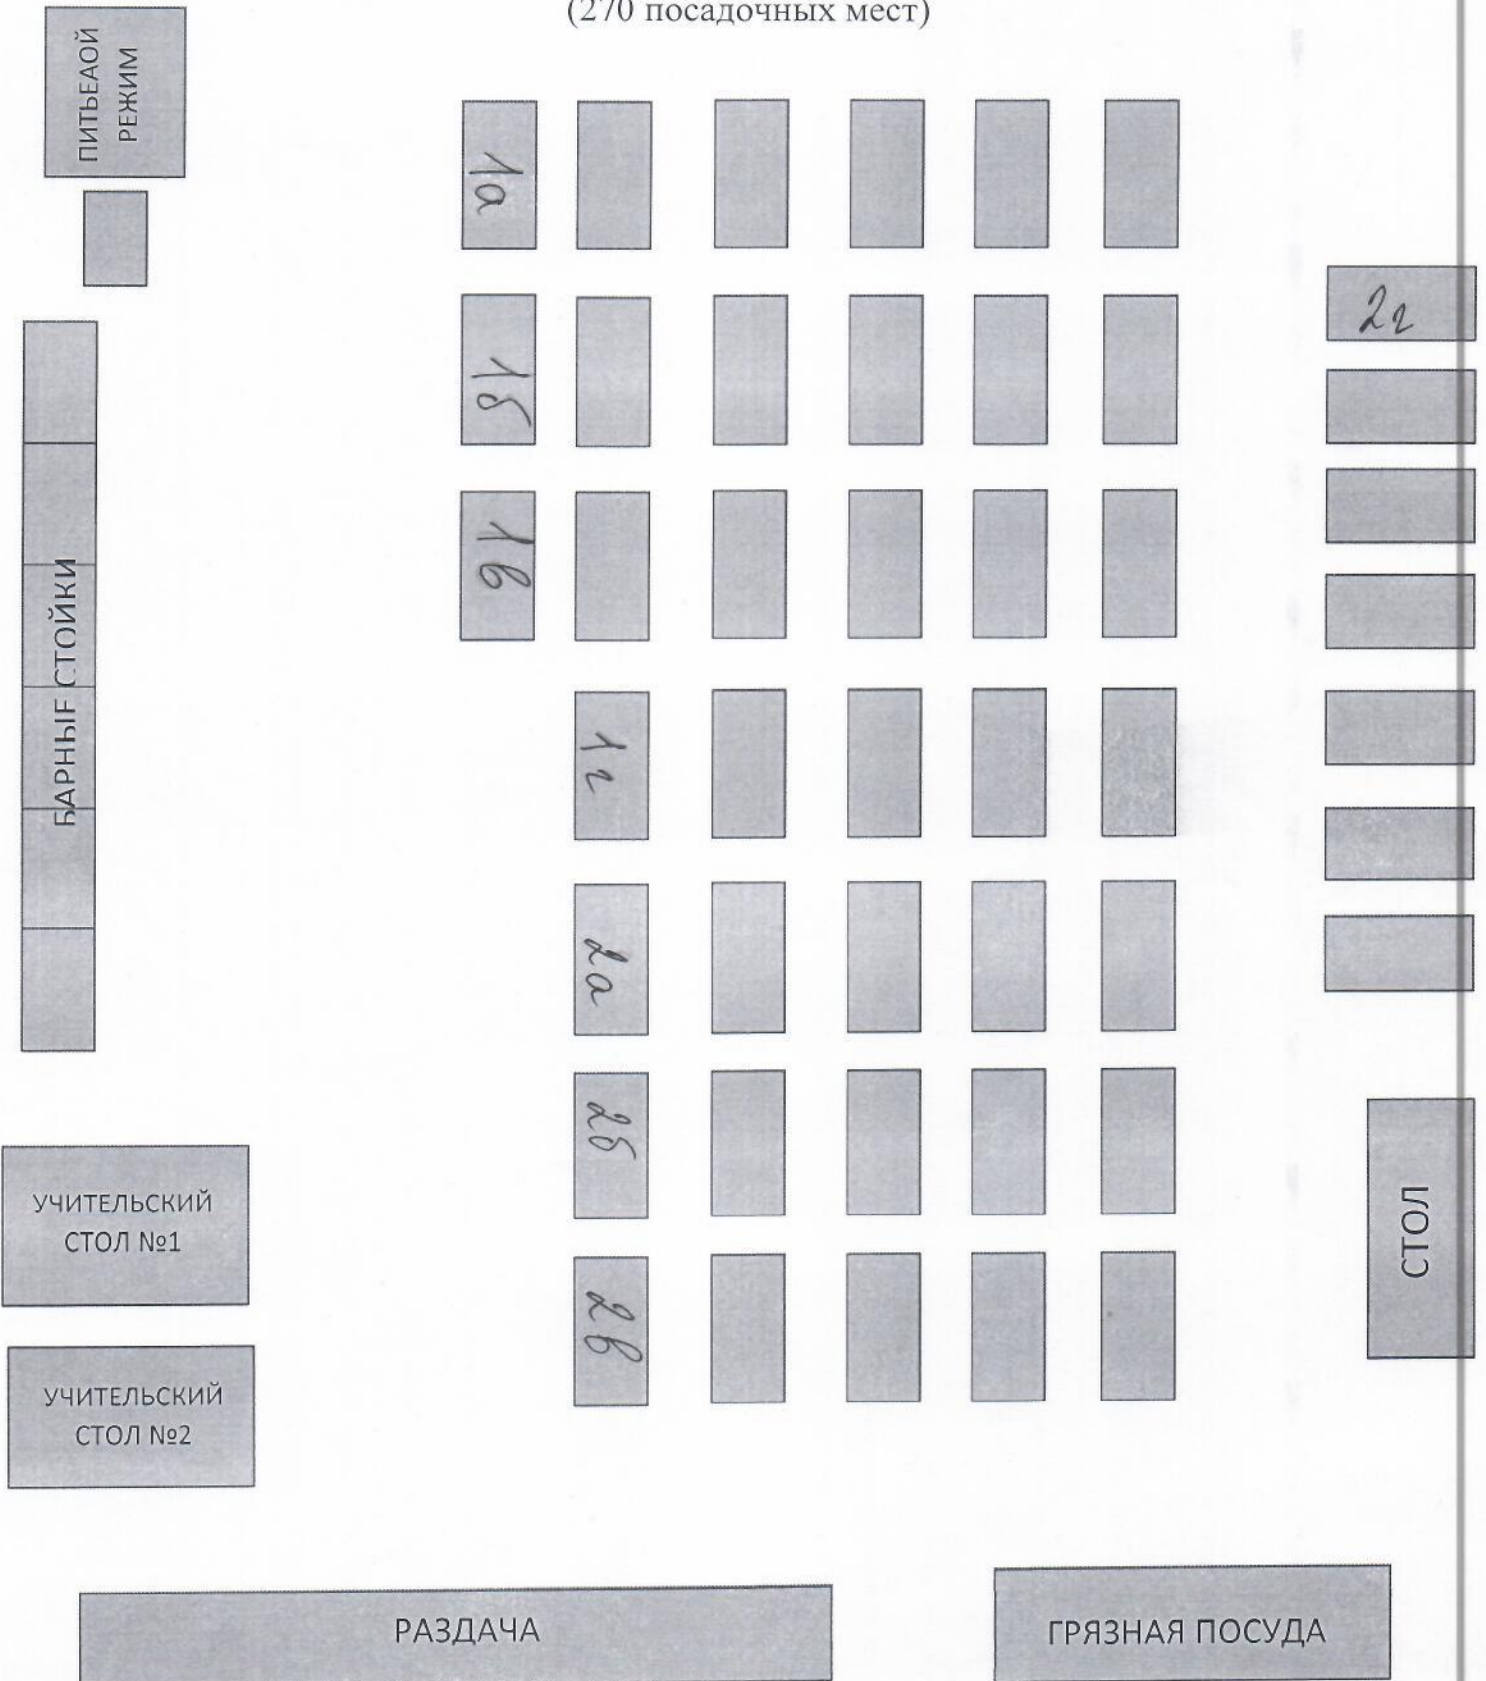 (270 посадочных мест)
ПИТЬЕАОЙ
РЕЖИМ
1а
1б
2г
1в
БАРНЫЕ СТОЙКИ
1г
2а
2б
УЧИТЕЛЬСКИЙ
СТОЛ №1
СТОЛ
2в
УЧИТЕЛЬСКИЙ
СТОЛ №2
РАЗДАЧА
ГРЯЗНАЯ ПОСУДА